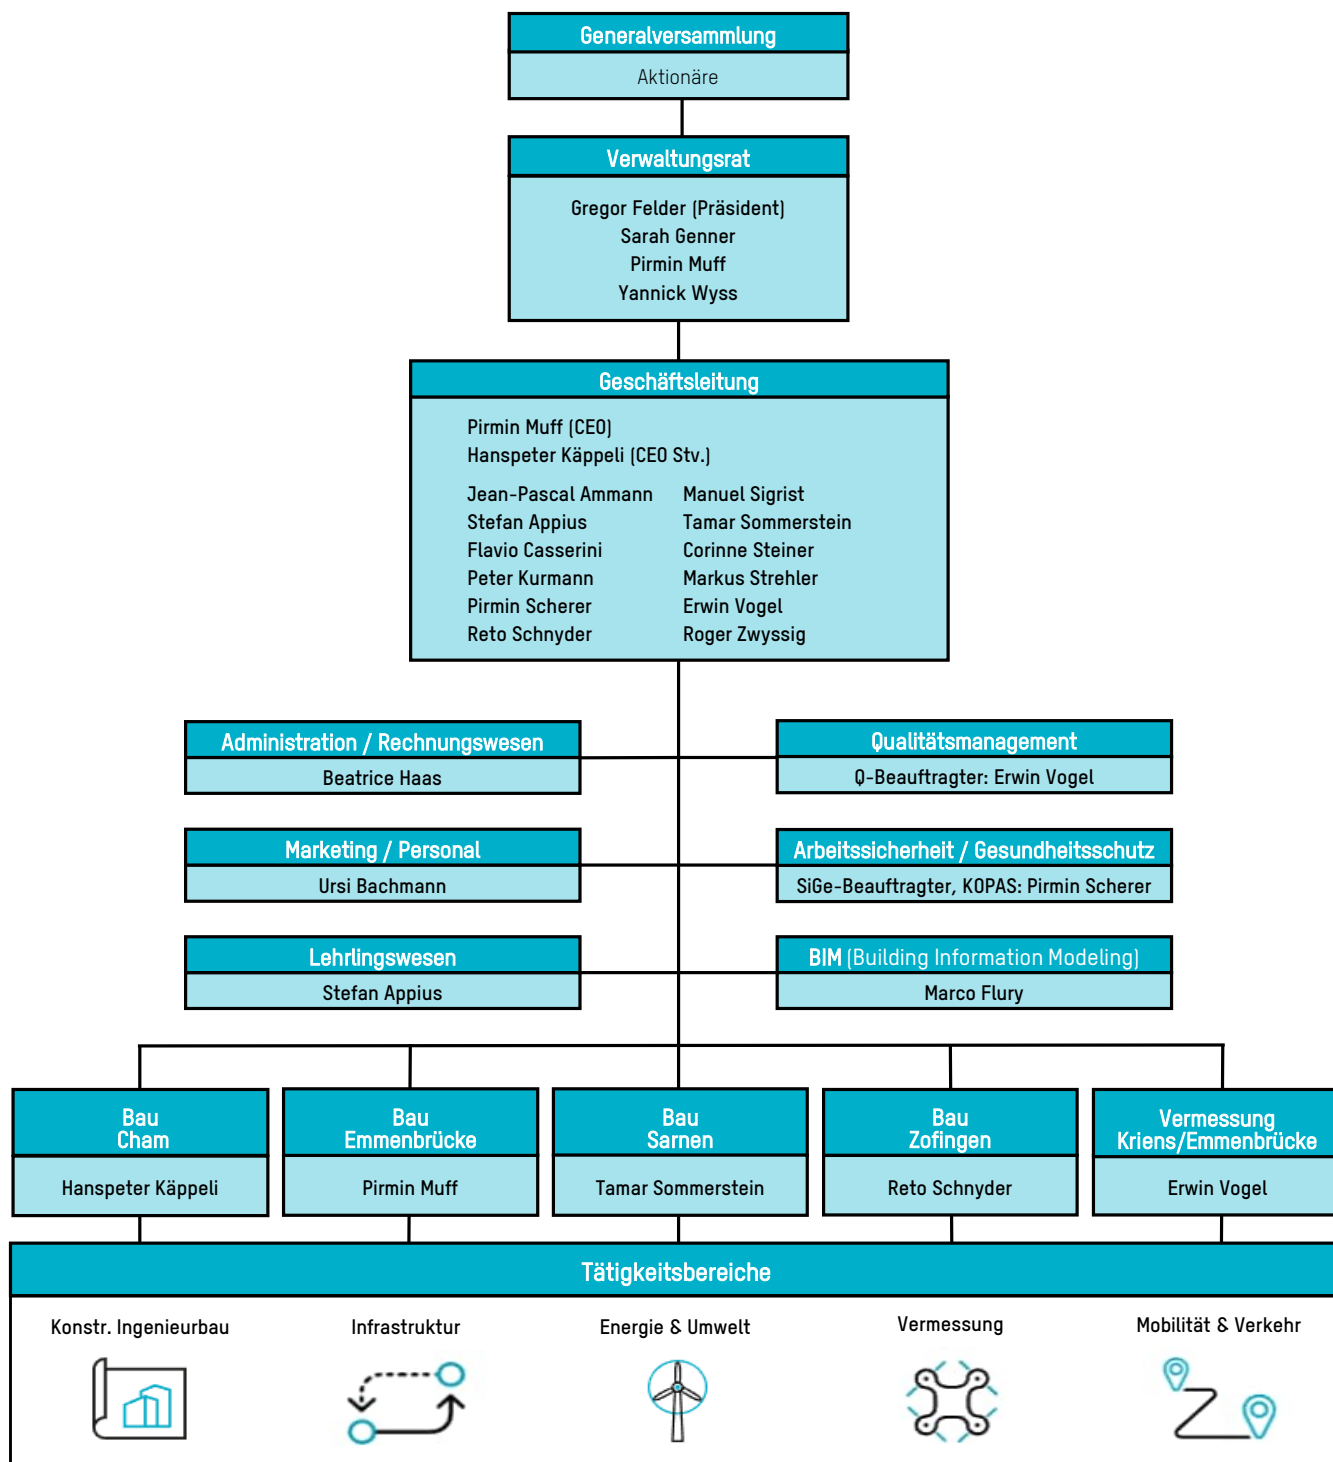 Generalversammlung
Aktionäre
Verwaltungsrat
Gregor Felder (Präsident)
Sarah Genner
Pirmin Muff
Yannick Wyss
Geschäftsleitung
Pirmin Muff (CEO)
Hanspeter Käppeli (CEO Stv.)
Jean-Pascal Ammann
Stefan Appius
Flavio Casserini
Peter Kurmann
Pirmin Scherer
Reto Schnyder
Manuel Sigrist
Tamar Sommerstein
Corinne Steiner
Markus Strehler
Erwin Vogel
Roger Zwyssig
Administration / Rechnungswesen
Beatrice Haas
Qualitätsmanagement
Q-Beauftragter: Erwin Vogel
Marketing / Personal
Ursi Bachmann
Arbeitssicherheit / Gesundheitsschutz
SiGe-Beauftragter, KOPAS: Pirmin Scherer
Lehrlingswesen
Stefan Appius
BIM (Building Information Modeling)
Marco Flury
Bau
Cham
Hanspeter Käppeli
Bau
Emmenbrücke
Pirmin Muff
Bau
Sarnen
Tamar Sommerstein
Bau
Zofingen
Reto Schnyder
Vermessung
Kriens/Emmenbrücke
Erwin Vogel
Tätigkeitsbereiche
Konstr. Ingenieurbau
Infrastruktur
Energie & Umwelt
Vermessung
Mobilität & Verkehr